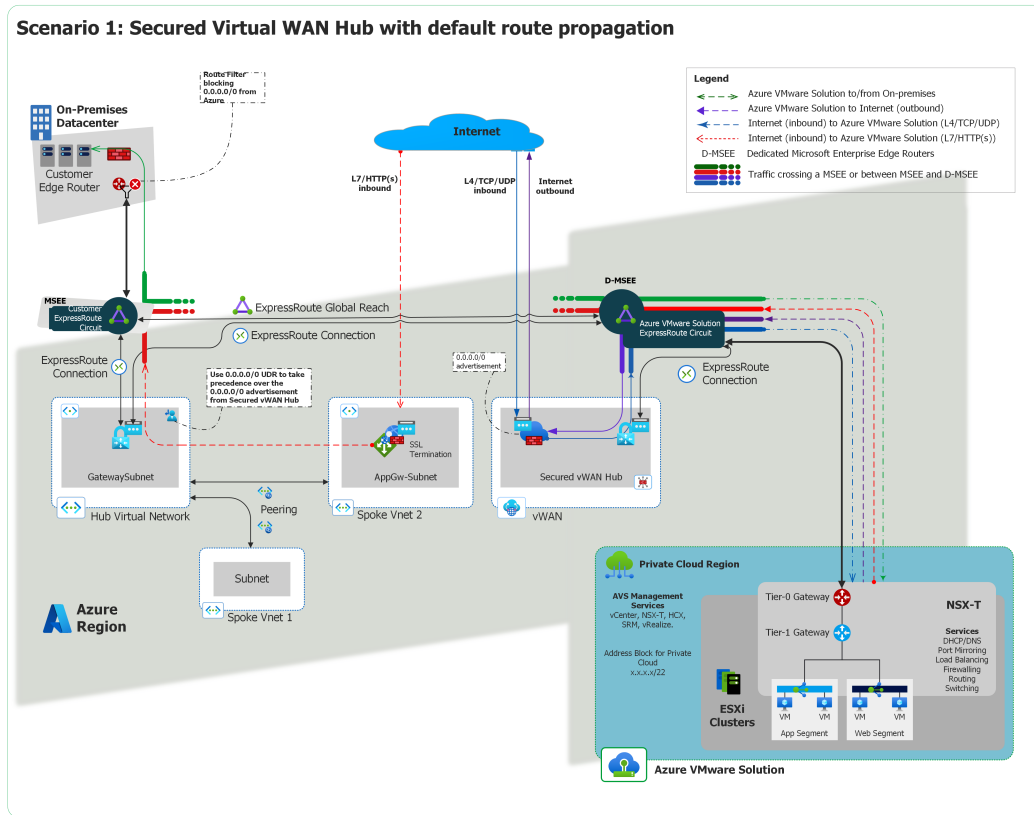 Scenario 1: Secured Virtual WAN Hub with default route propagation
Route Filter
blocking
0.0.0.0/0 from
Azure
Legend
Azure VMware Solution to/from On-premises
Azure VMware Solution to Internet (outbound)
Internet (inbound) to Azure VMware Solution (L4/TCP/UDP)
Internet (inbound) to Azure VMware Solution (L7/HTTP(s))
D-MSEE
Dedicated Microsoft Enterprise Edge Routers
Traffic crossing a MSEE or between MSEE and D-MSEE
On-Premises
Datacenter
Customer
Edge Router
Internet
L7/HTTP(s)
inbound
L4/TCP/UDP
inbound
Internet
outbound
MSEE
Customer
ExpressRoute
Circuit
D-MSEE
Azure VMware Solution
ExpressRoute Circuit
ExpressRoute Global Reach
ExpressRoute Connection
ExpressRoute
Connection
0.0.0.0/0
advertisement
ExpressRoute
Connection
Use 0.0.0.0/0 UDR to take
precedence over the
0.0.0.0/0 advertisement
from Secured vWAN Hub
SSL
Termination
GatewaySubnet
AppGw-Subnet
Secured vWAN Hub
Hub Virtual Network
Peering
Spoke Vnet 2
vWAN
Subnet
Spoke Vnet 1
Azure
Region
Private Cloud Region
AVS Management
Services
vCenter, NSX-T, HCX,
SRM, vRealize.
Address Block for Private
Cloud
x.x.x.x/22
Tier-0 Gateway
NSX-T
Tier-1 Gateway
Services
DHCP/DNS
Port Mirroring
Load Balancing
Firewalling
Routing
Switching
ESXi
Clusters
VM
VM
VM
VM
App Segment
Web Segment
Azure VMware Solution